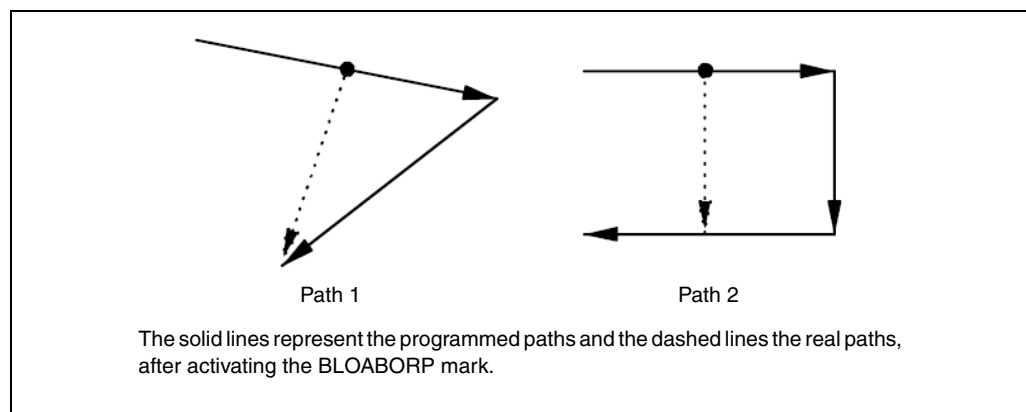 Path 1
Path 2
The solid lines represent the programmed paths and the dashed lines the real paths,
after activating the BLOABORP mark.